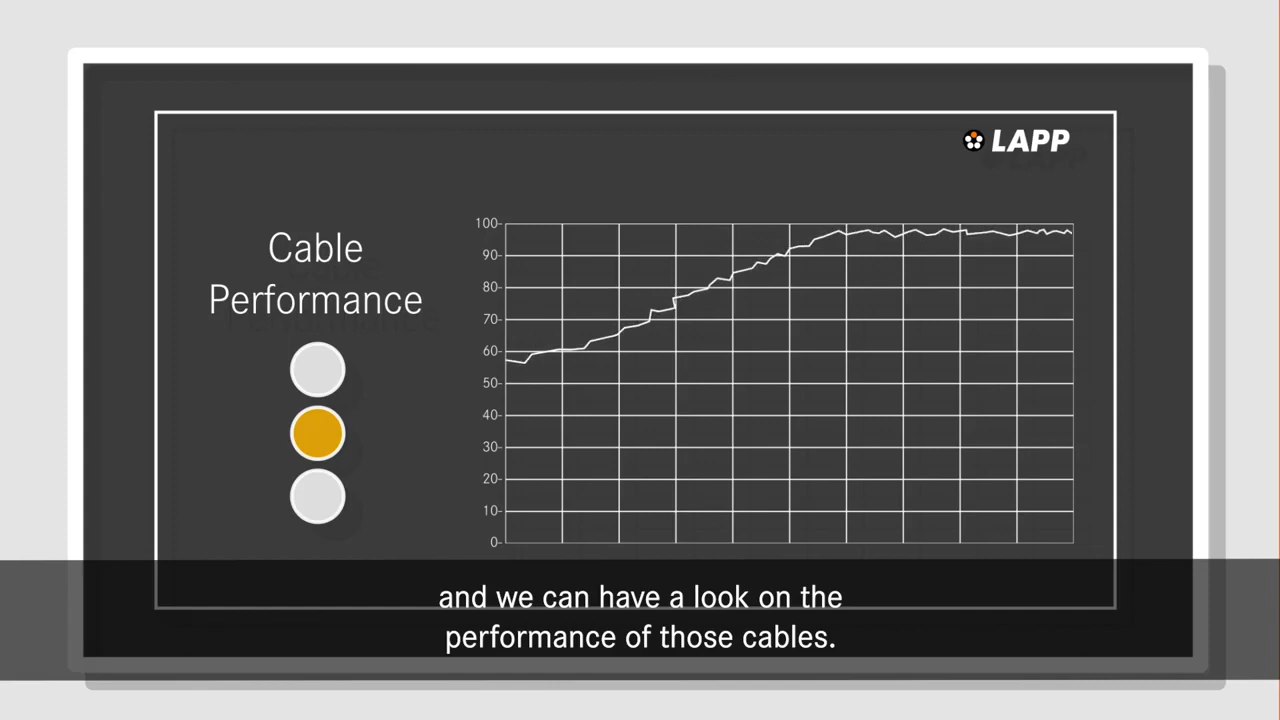 LAPP
Cable
Performance
100-
90-
80-
70-
60-
50-
40-
30-
20-
10-
0-
and we can have a look on the
performance of those cables.